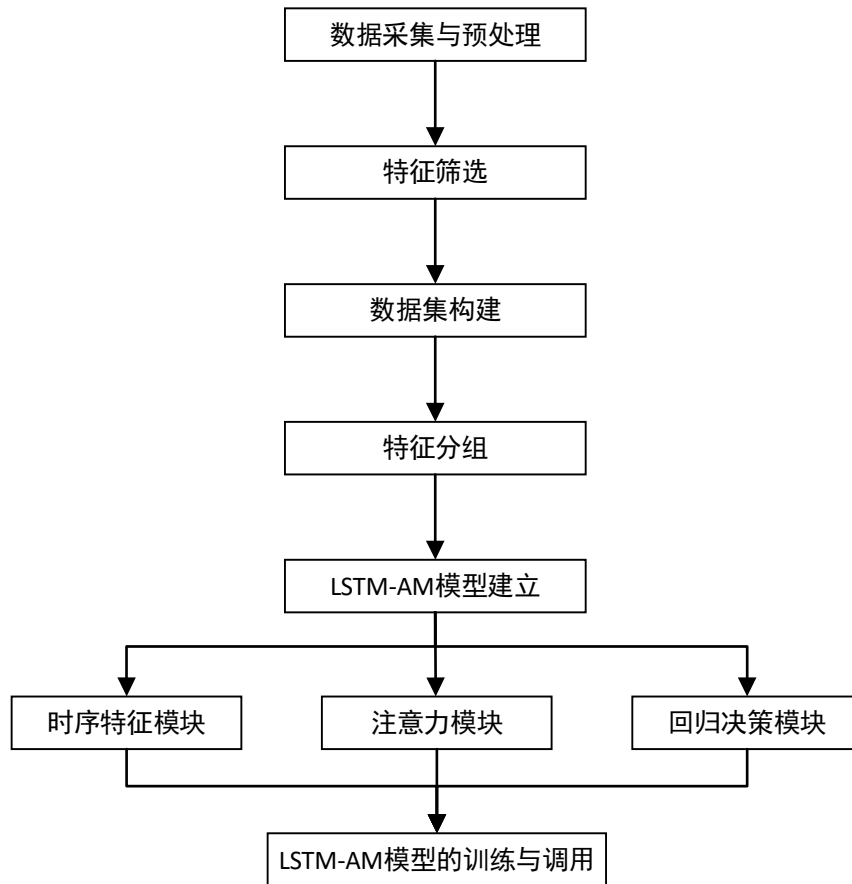 数据采集与预处理
特征筛选
数据集构建
特征分组
LSTM-AM模型建立
时序特征模块
注意力模块
回归决策模块
LSTM-AM模型的训练与调用